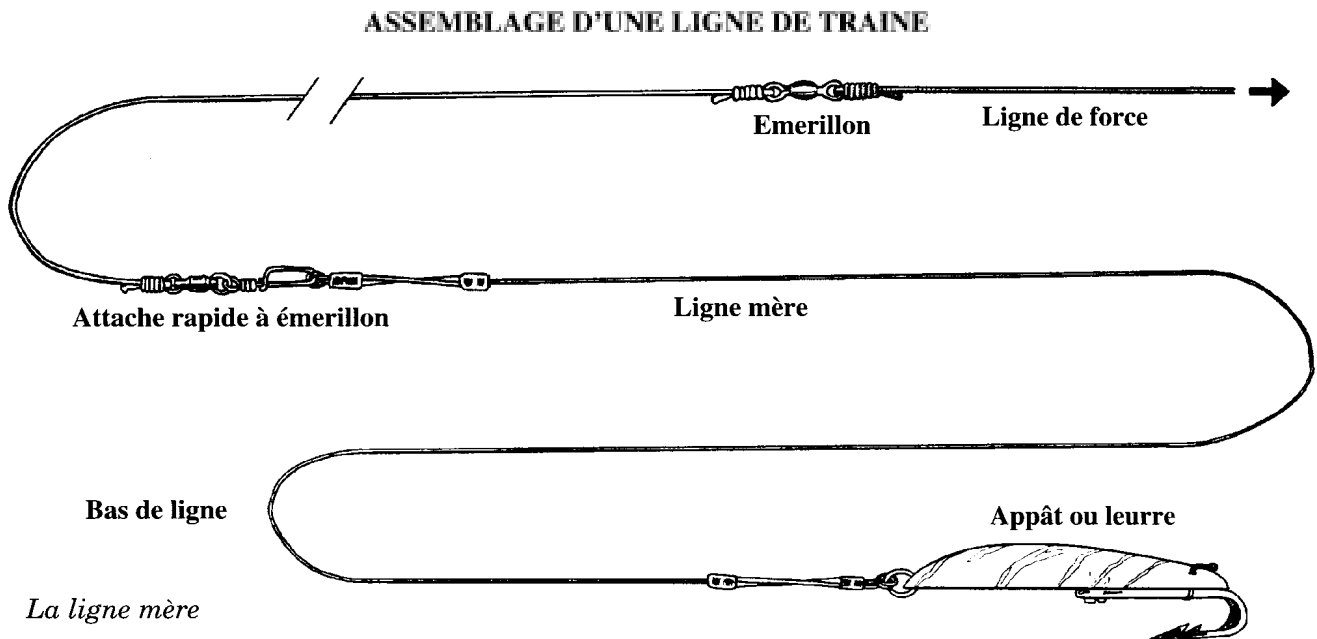 ASSEMBLAGE D'UNE LIGNE DE TRAINE
Emerillon
Ligne de force
Attache rapide à émerillon
Ligne mère
Bas de ligne
Appât ou leurre
La ligne mère